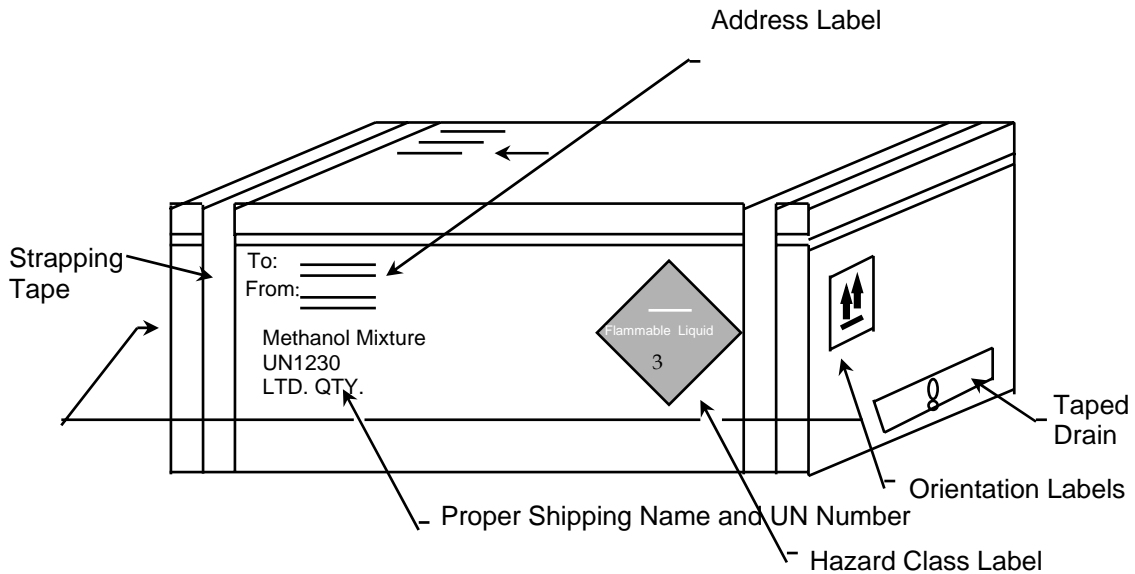 Address Label
Strapping
Tape
To:
From:
Methanol Mixture
UN1230
LTD. QTY.
Flammable Liquid
3
Taped
Drain
Orientation Labels
Proper Shipping Name and UN Number
Hazard Class Label